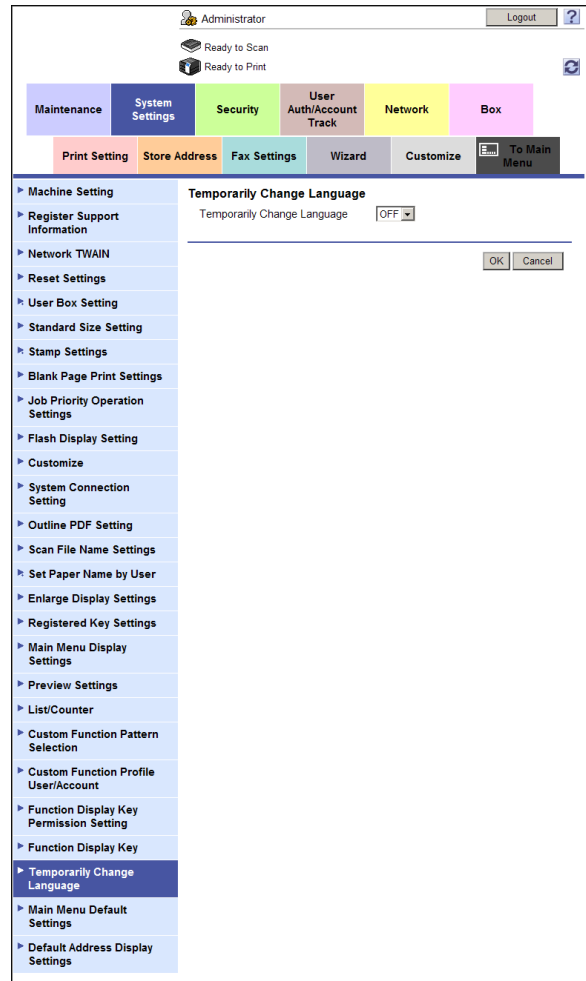 Administrator
Logout
?
Ready to Scan
Ready to Print
Maintenance
System
Settings
Security
User
Auth/Account
Track
Network
Box
Print Setting
Store Address
Fax Settings
Wizard
Customize
To Main
Menu
Machine Setting
Register Support
Information
Network TWAIN
Reset Settings
User Box Setting
Standard Size Setting
Stamp Settings
Blank Page Print Settings
Job Priority Operation
Settings
Flash Display Setting
Customize
System Connection
Setting
Outline PDF Setting
Scan File Name Settings
Set Paper Name by User
Enlarge Display Settings
Registered Key Settings
Main Menu Display
Settings
Preview Settings
List/Counter
Custom Function Pattern
Selection
Custom Function Profile
User/Account
Function Display Key
Permission Setting
Function Display Key
Temporarily Change
Language
Main Menu Default
Settings
Default Address Display
Settings
Temporarily Change Language
Temporarily Change Language OFF
OK Cancel